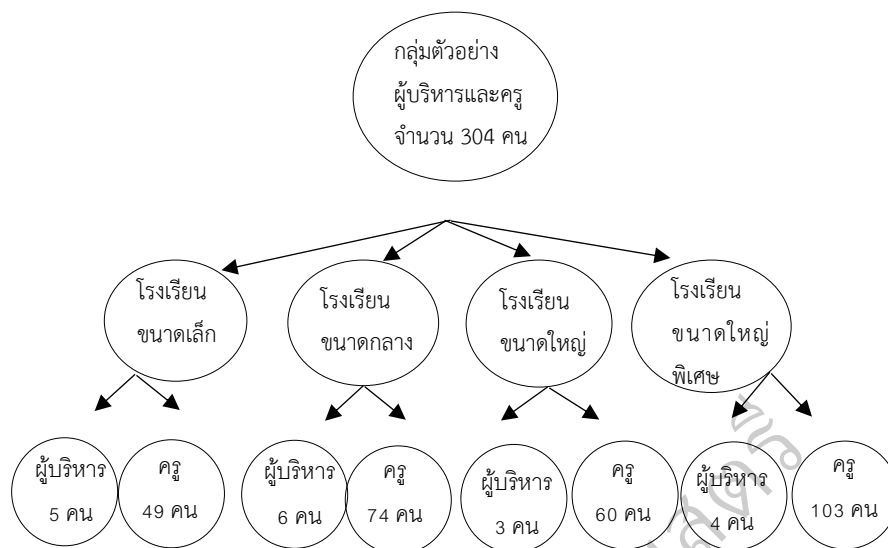 กลุ่มตัวอย่าง
ผู้บริหารและครู
จำนวน 304 คน
โรงเรียน
ขนาดเล็ก
โรงเรียน
ขนาดกลาง
โรงเรียน
ขนาดใหญ่
โรงเรียน
ขนาดใหญ่
พิเศษ
ผู้บริหาร
5 คน
ครู
49 คน
ผู้บริหาร
6 คน
ครู
74 คน
ผู้บริหาร
3 คน
ครู
60 คน
ผู้บริหาร
4 คน
ครู
103 คน